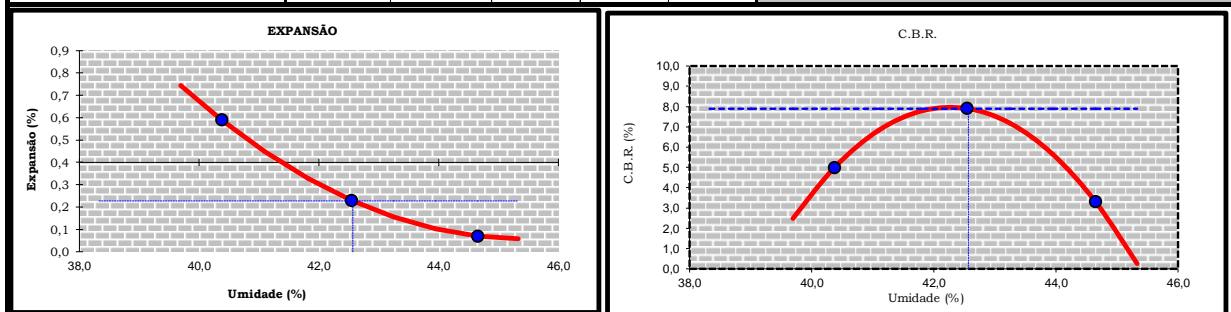 EXPANSÃO
0,9
0,8
0,7
0,6
0,5
0,4
0,3
0,2
0,1
0,0
Expansão (%)
38,0 40,0 42,0 44,0 46,0
Umidade (%)
C.B.R.
10,0
9,0
8,0
7,0
6,0
5,0
4,0
3,0
2,0
1,0
0,0
C.B.R. (%)
38,0 40,0 42,0 44,0 46,0
Umidade (%)